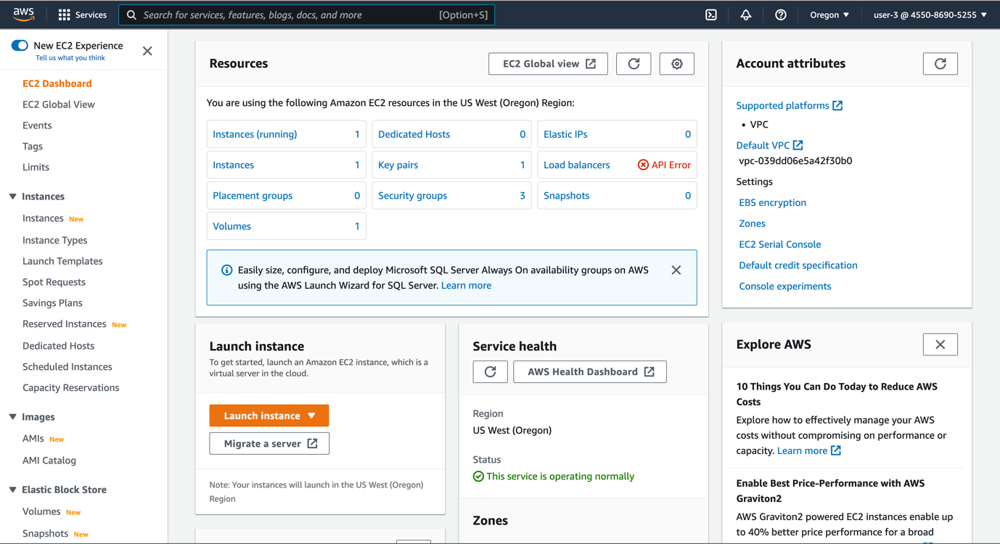 aws
Services
Search for services, features, blogs, docs, and more
[Option+S]
Oregon ▼
user-3 @ 4550-8690-5255 ▼
New EC2 Experience
Tell us what you think
EC2 Dashboard
EC2 Global View
Events
Tags
Limits
Instances
Instances New
Instance Types
Launch Templates
Spot Requests
Savings Plans
Reserved Instances New
Dedicated Hosts
Scheduled Instances
Capacity Reservations
Images
AMIs New
AMI Catalog
Elastic Block Store
Volumes New
Snapshots New
Resources
EC2 Global view
You are using the following Amazon EC2 resources in the US West (Oregon) Region:
Instances (running) 1
Dedicated Hosts 0
Elastic IPs 0
Instances 1
Key pairs 1
Load balancers API Error
Placement groups 0
Security groups 3
Snapshots 0
Volumes 1
Easily size, configure, and deploy Microsoft SQL Server Always On availability groups on AWS
using the AWS Launch Wizard for SQL Server. Learn more
Launch instance
To get started, launch an Amazon EC2 instance, which is a
virtual server in the cloud.
Launch instance ▼
Migrate a server
Note: Your instances will launch in the US West (Oregon)
Region
Service health
AWS Health Dashboard
Region
US West (Oregon)
Status
This service is operating normally
Zones
Account attributes
Supported platforms
• VPC
Default VPC
vpc-039dd06e5a42f30b0
Settings
EBS encryption
Zones
EC2 Serial Console
Default credit specification
Console experiments
Explore AWS
10 Things You Can Do Today to Reduce AWS
Costs
Explore how to effectively manage your AWS
costs without compromising on performance or
capacity. Learn more
Enable Best Price-Performance with AWS
Graviton2
AWS Graviton2 powered EC2 instances enable up
to 40% better price performance for a broad